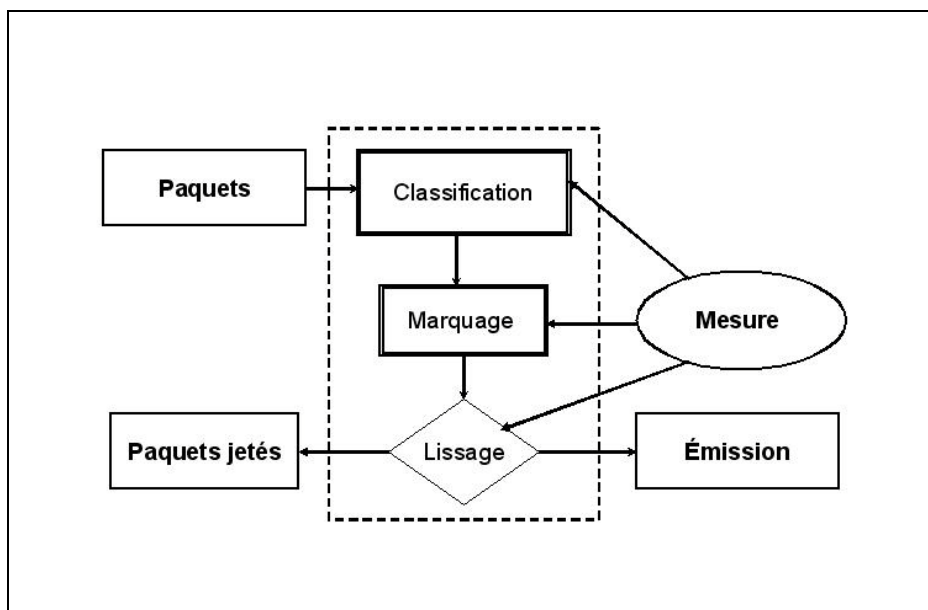 Paquets
Classification
Marquage
Mesure
Paquets jetés
Lissage
Émission